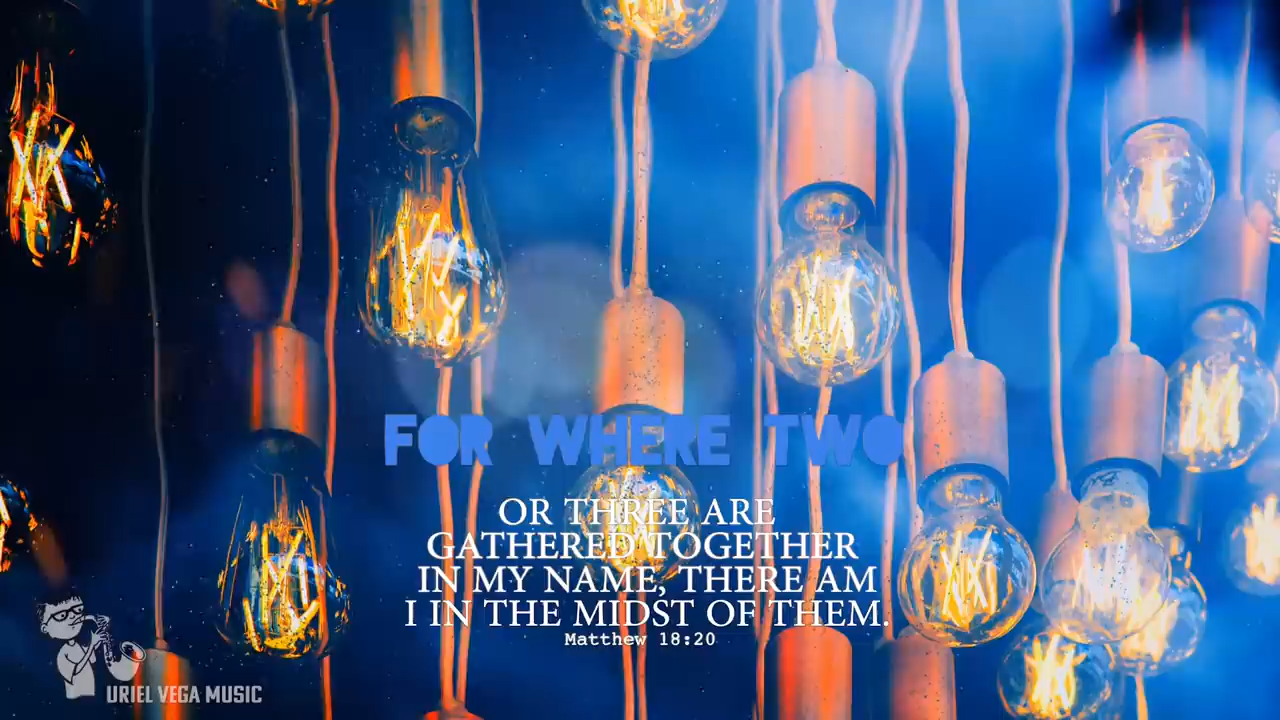 FOR WHERE TWO
OR THREE ARE
GATHERED TOGETHER
IN MY NAME, THERE AM
I IN THE MIDST OF THEM.
Matthew 18:20
URIEL VEGA MUSIC